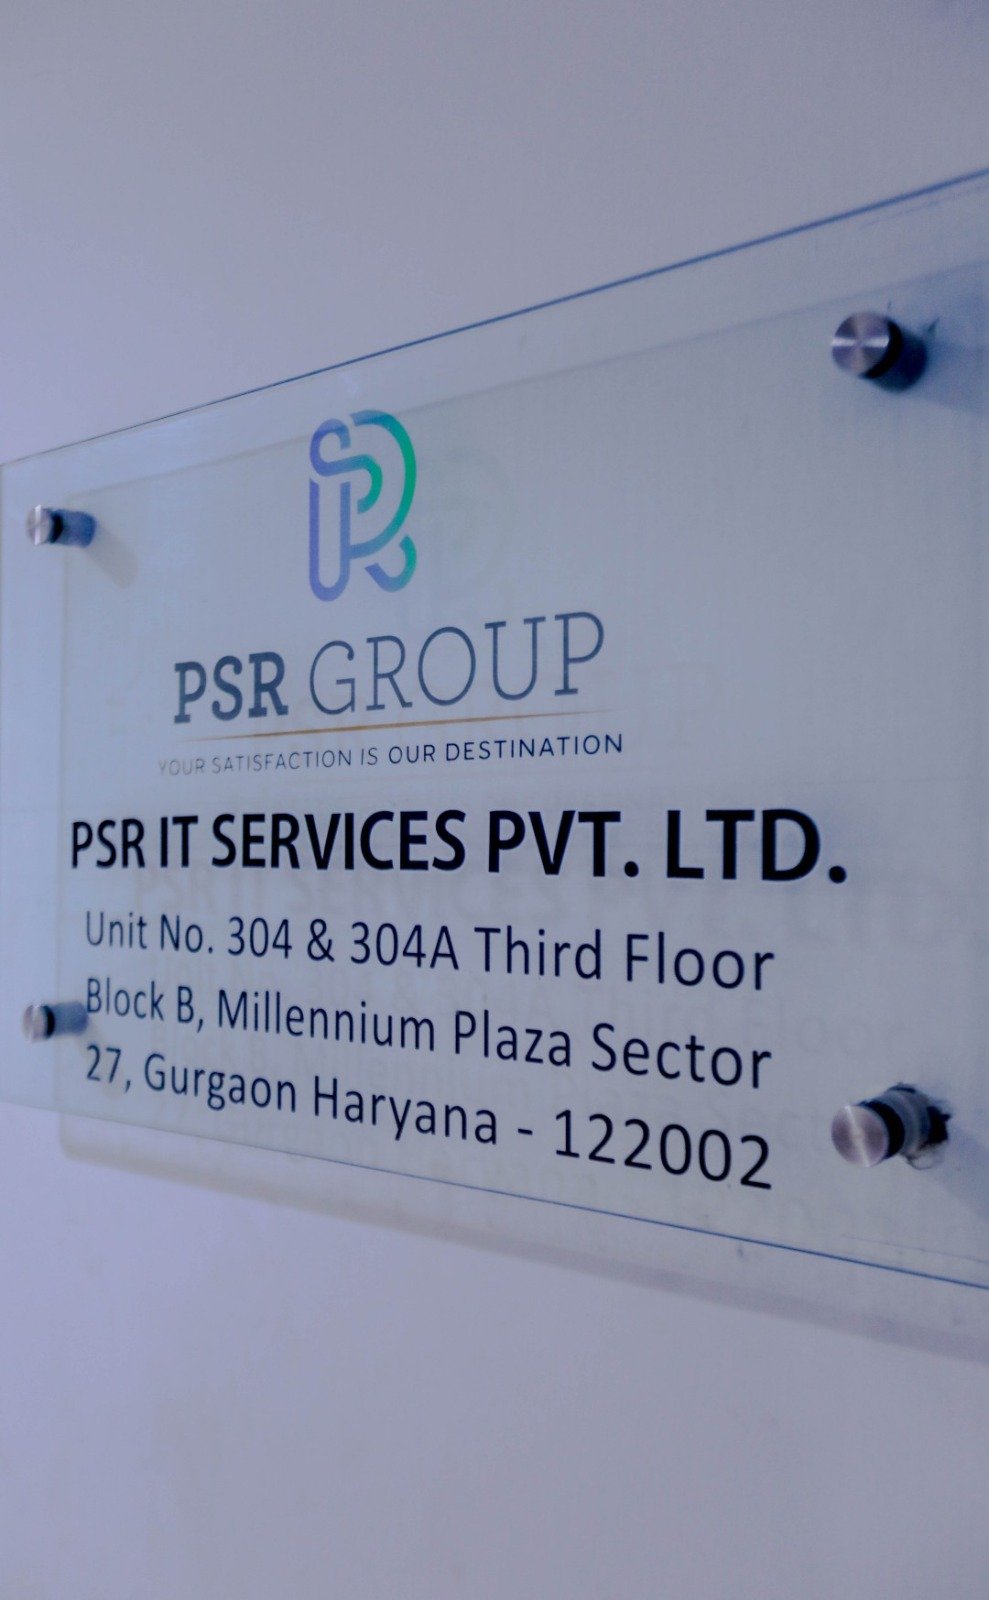 PSR GROUP
YOUR SATISFACTION IS OUR DESTINATION
PSR IT SERVICES PVT. LTD.
Unit No. 304 & 304A Third Floor
Block B, Millennium Plaza Sector
27, Gurgaon Haryana - 122002